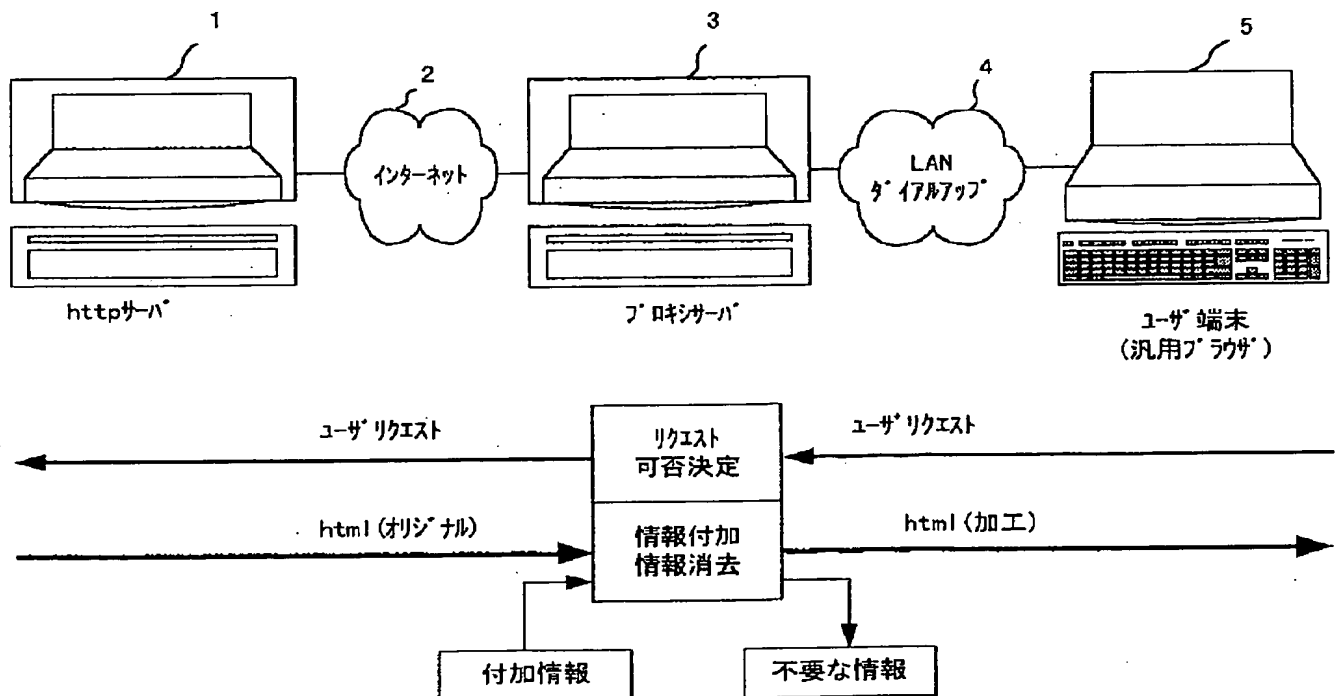 1
2
3
4
5
インターネット
LAN
ダイアルアップ
httpサーバ
プロキシサーバ
ユーザ端末
(汎用ブラウザ)
ユーザリクエスト
リクエスト
可否決定
ユーザリクエスト
html(オリジナル)
情報付加
情報消去
html(加工)
付加情報
不要な情報